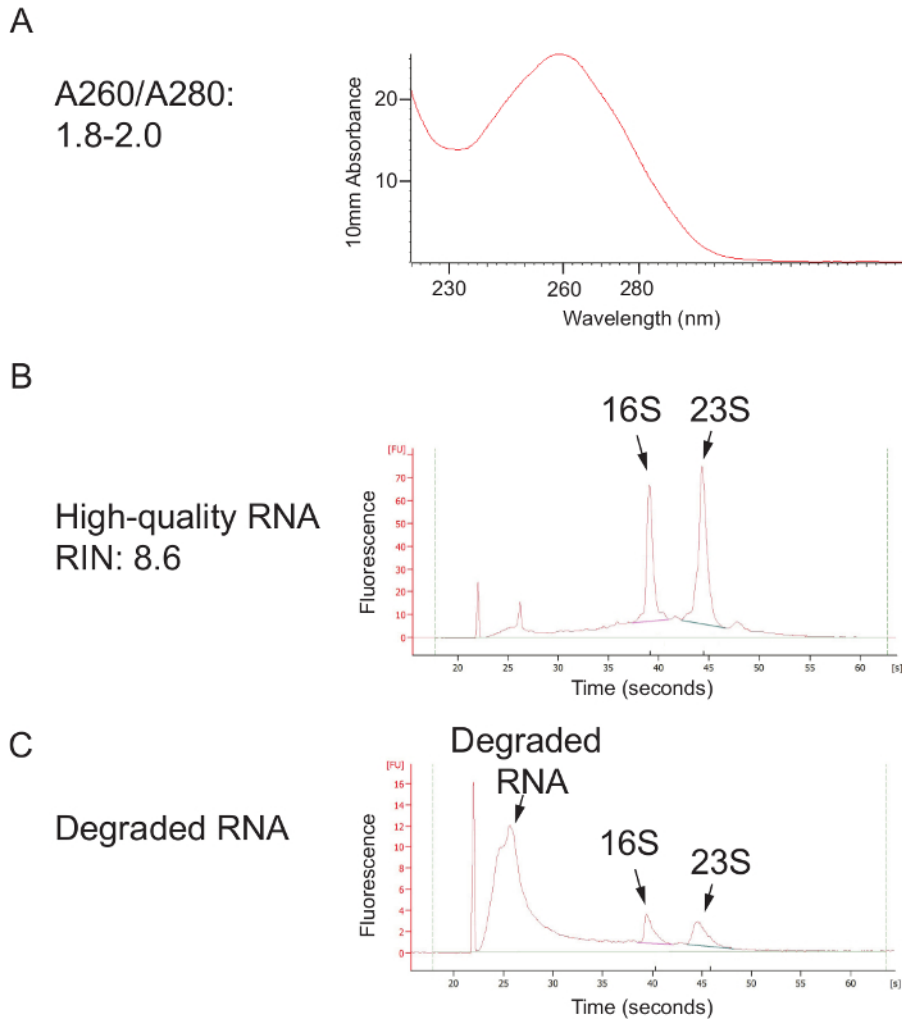 A
A260/A280:
1.8-2.0
10mm Absorbance
20
10
230 260 280
Wavelength (nm)
B
High-quality RNA
RIN: 8.6
16S 23S
[FU]
Fluorescence
70
60
50
40
30
20
10
0
20 25 30 35 40 45 50 55 60 [s]
Time (seconds)
C
Degraded RNA
Degraded
RNA
16S 23S
[FU]
Fluorescence
16
14
12
10
8
6
4
2
0
20 25 30 35 40 45 50 55 60 [s]
Time (seconds)